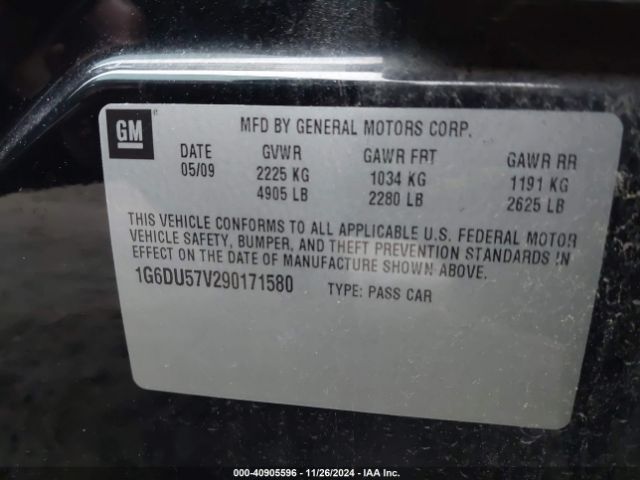 GM
MFD BY GENERAL MOTORS CORP.
DATE GVWR GAWR FRT GAWR RR
05/09 2225 KG 1034 KG 1191 KG
4905 LB 2280 LB 2625 LB
THIS VEHICLE CONFORMS TO ALL APPLICABLE U.S. FEDERAL MOTOR
VEHICLE SAFETY, BUMPER, AND THEFT PREVENTION STANDARDS IN
EFFECT ON THE DATE OF MANUFACTURE SHOWN ABOVE.
1G6DU57V290171580 TYPE: PASS CAR
000-40905596 - 11/26/2024 - IAA Inc.